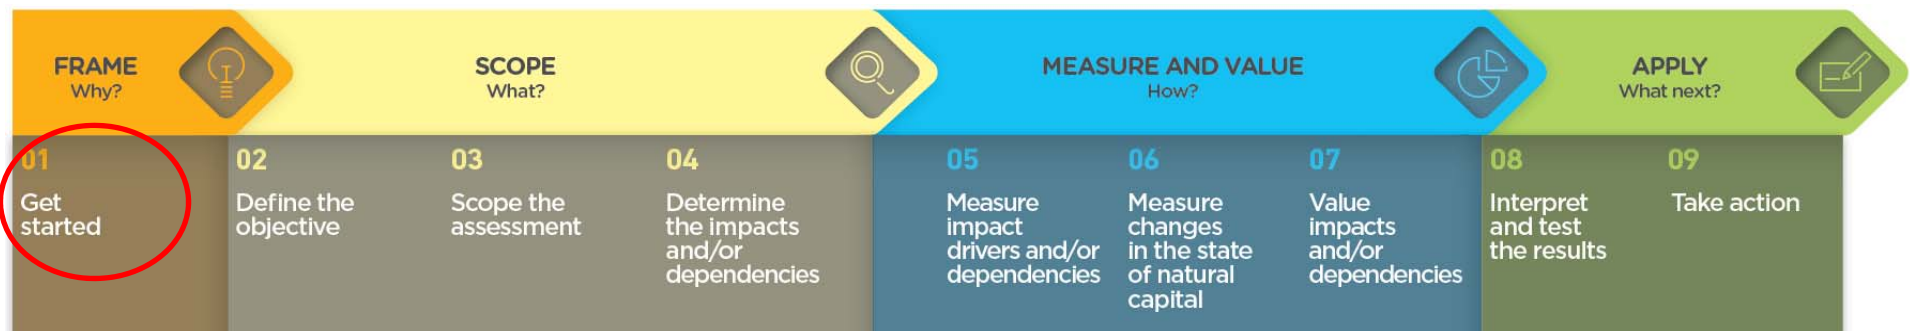 FRAME
Why?
SCOPE
What?
MEASURE AND VALUE
How?
APPLY
What next?
01
Get
started
02
Define the
objective
03
Scope the
assessment
04
Determine
the impacts
and/or
dependencies
05
Measure
impact
drivers and/or
dependencies
06
Measure
changes
in the state
of natural
capital
07
Value
impacts
and/or
dependencies
08
Interpret
and test
the results
09
Take action